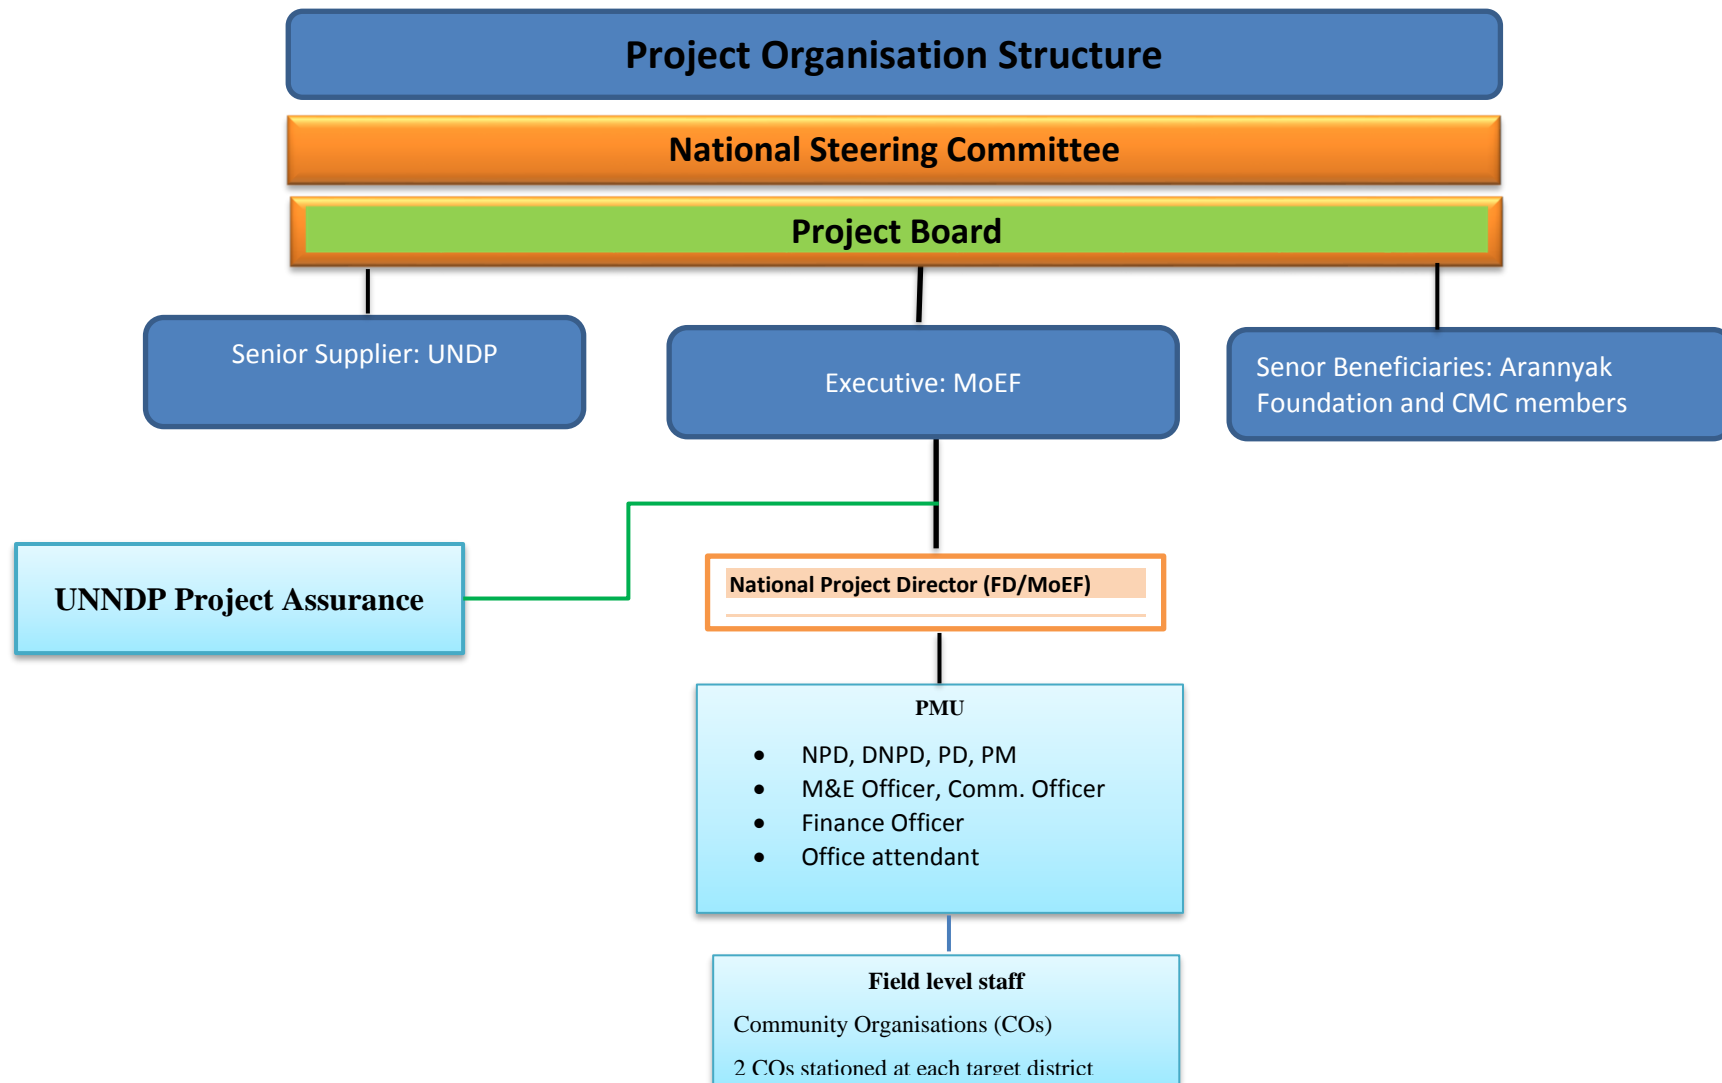 Project Organisation Structure
National Steering Committee
Project Board
Senior Supplier: UNDP
Executive: MoEF
Senor Beneficiaries: Arannyak
Foundation and CMC members
UNNDP Project Assurance
National Project Director (FD/MoEF)
PMU
• NPD, DNPD, PD, PM
• M&E Officer, Comm. Officer
• Finance Officer
• Office attendant
Field level staff
Community Organisations (COs)
2 COs stationed at each target district